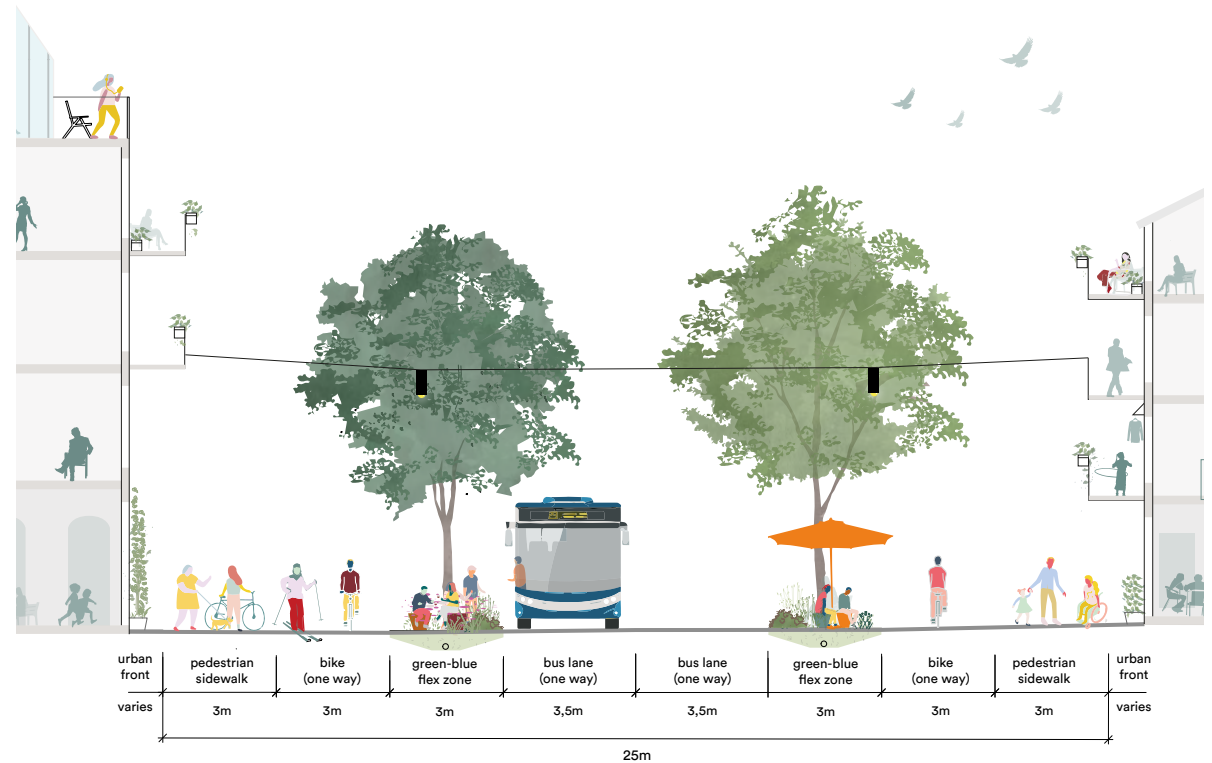 urban
front
pedestrian
sidewalk
bike
(one way)
green-blue
flex zone
bus lane
(one way)
bus lane
(one way)
green-blue
flex zone
bike
(one way)
pedestrian
sidewalk
urban
front
varies
3m
3m
3m
3,5m
3,5m
3m
3m
3m
varies
25m